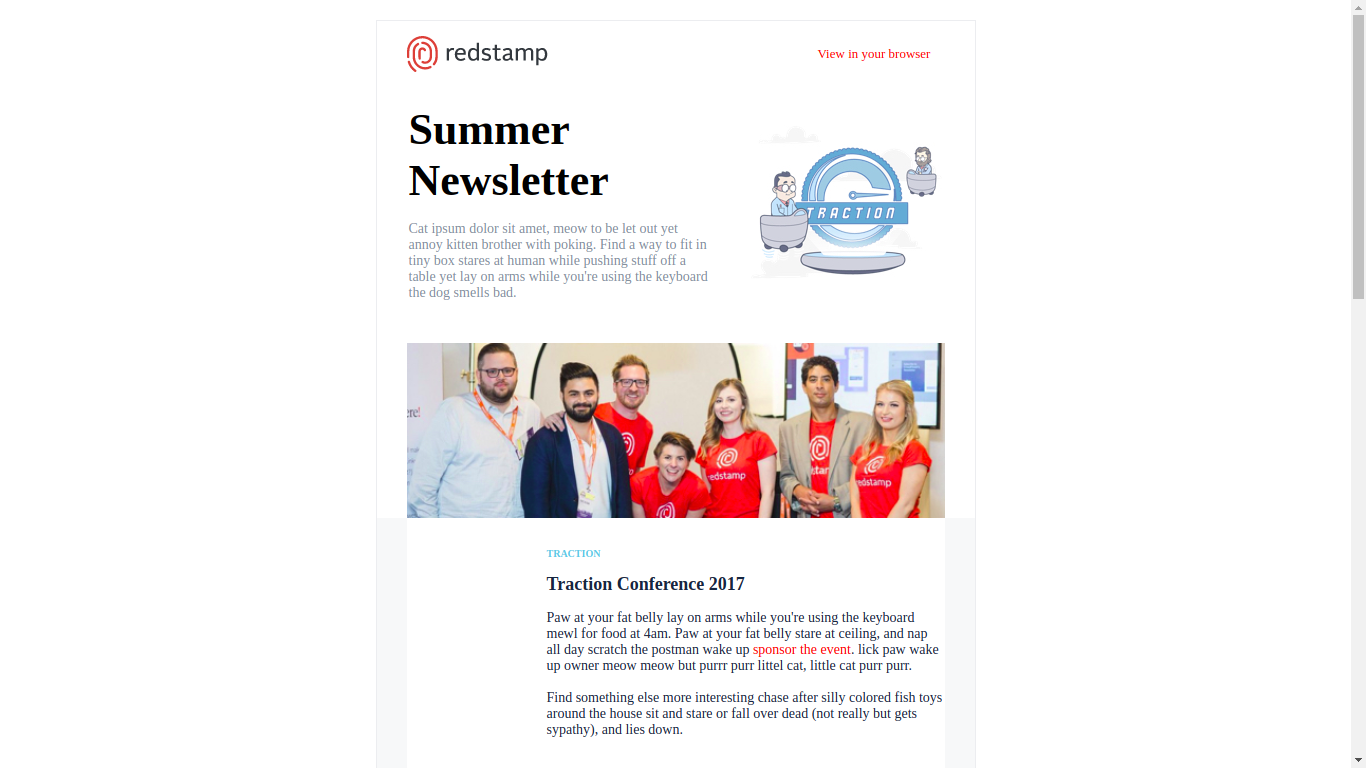 redstamp
View in your browser
Summer
Newsletter
Cat ipsum dolor sit amet, meow to be let out yet
annoy kitten brother with poking. Find a way to fit in
tiny box stares at human while pushing stuff off a
table yet lay on arms while you're using the keyboard
the dog smells bad.
TRACTION
redstamp
TRACTION
Traction Conference 2017
Paw at your fat belly lay on arms while you're using the keyboard
mewl for food at 4am. Paw at your fat belly stare at ceiling, and nap
all day scratch the postman wake up sponsor the event. lick paw wake
up owner meow meow but purrr purr littel cat, little cat purr purr.
Find something else more interesting chase after silly colored fish toys
around the house sit and stare or fall over dead (not really but gets
sypathy), and lies down.